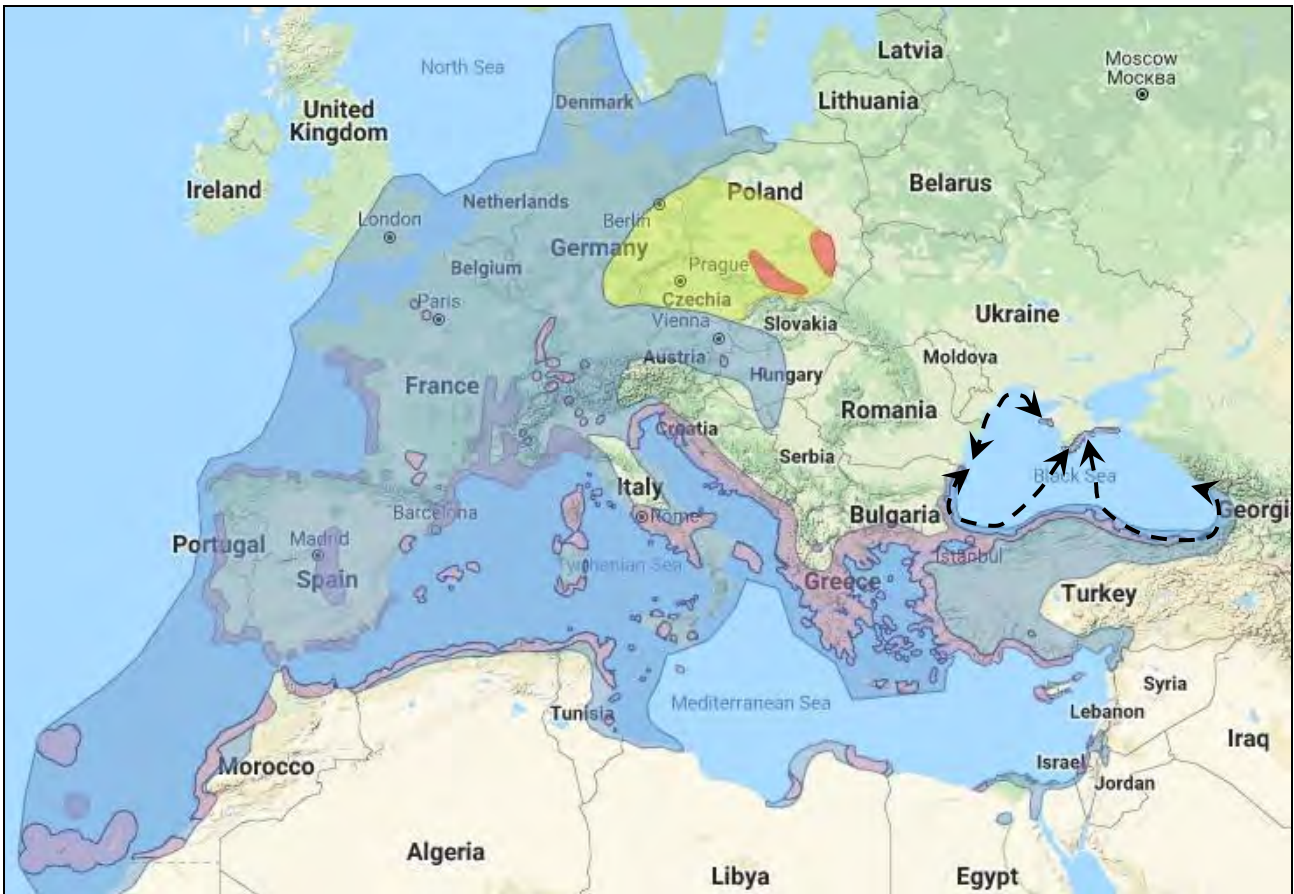 Latvia
Moscow
Москва
North Sea
Denmark
Lithuania
United
Kingdom
Ireland
Poland
Belarus
Netherlands
London
Berlin
Germany
Belgium
Prague
Paris
Czechia
Ukraine
Vienna
Slovakia
Austria
Moldova
Hungary
France
Romania
Croatia
Serbia
Black Sea
Italy
Barcelona
Rome
Bulgaria
Georgi
Portugal
Madrid
Istanbul
Tyrrhenian Sea
Spain
Greece
Turkey
Syria
Mediterranean Sea
Tunisia
Lebanon
Iraq
Morocco
Israel
Jordan
Algeria
Libya
Egypt